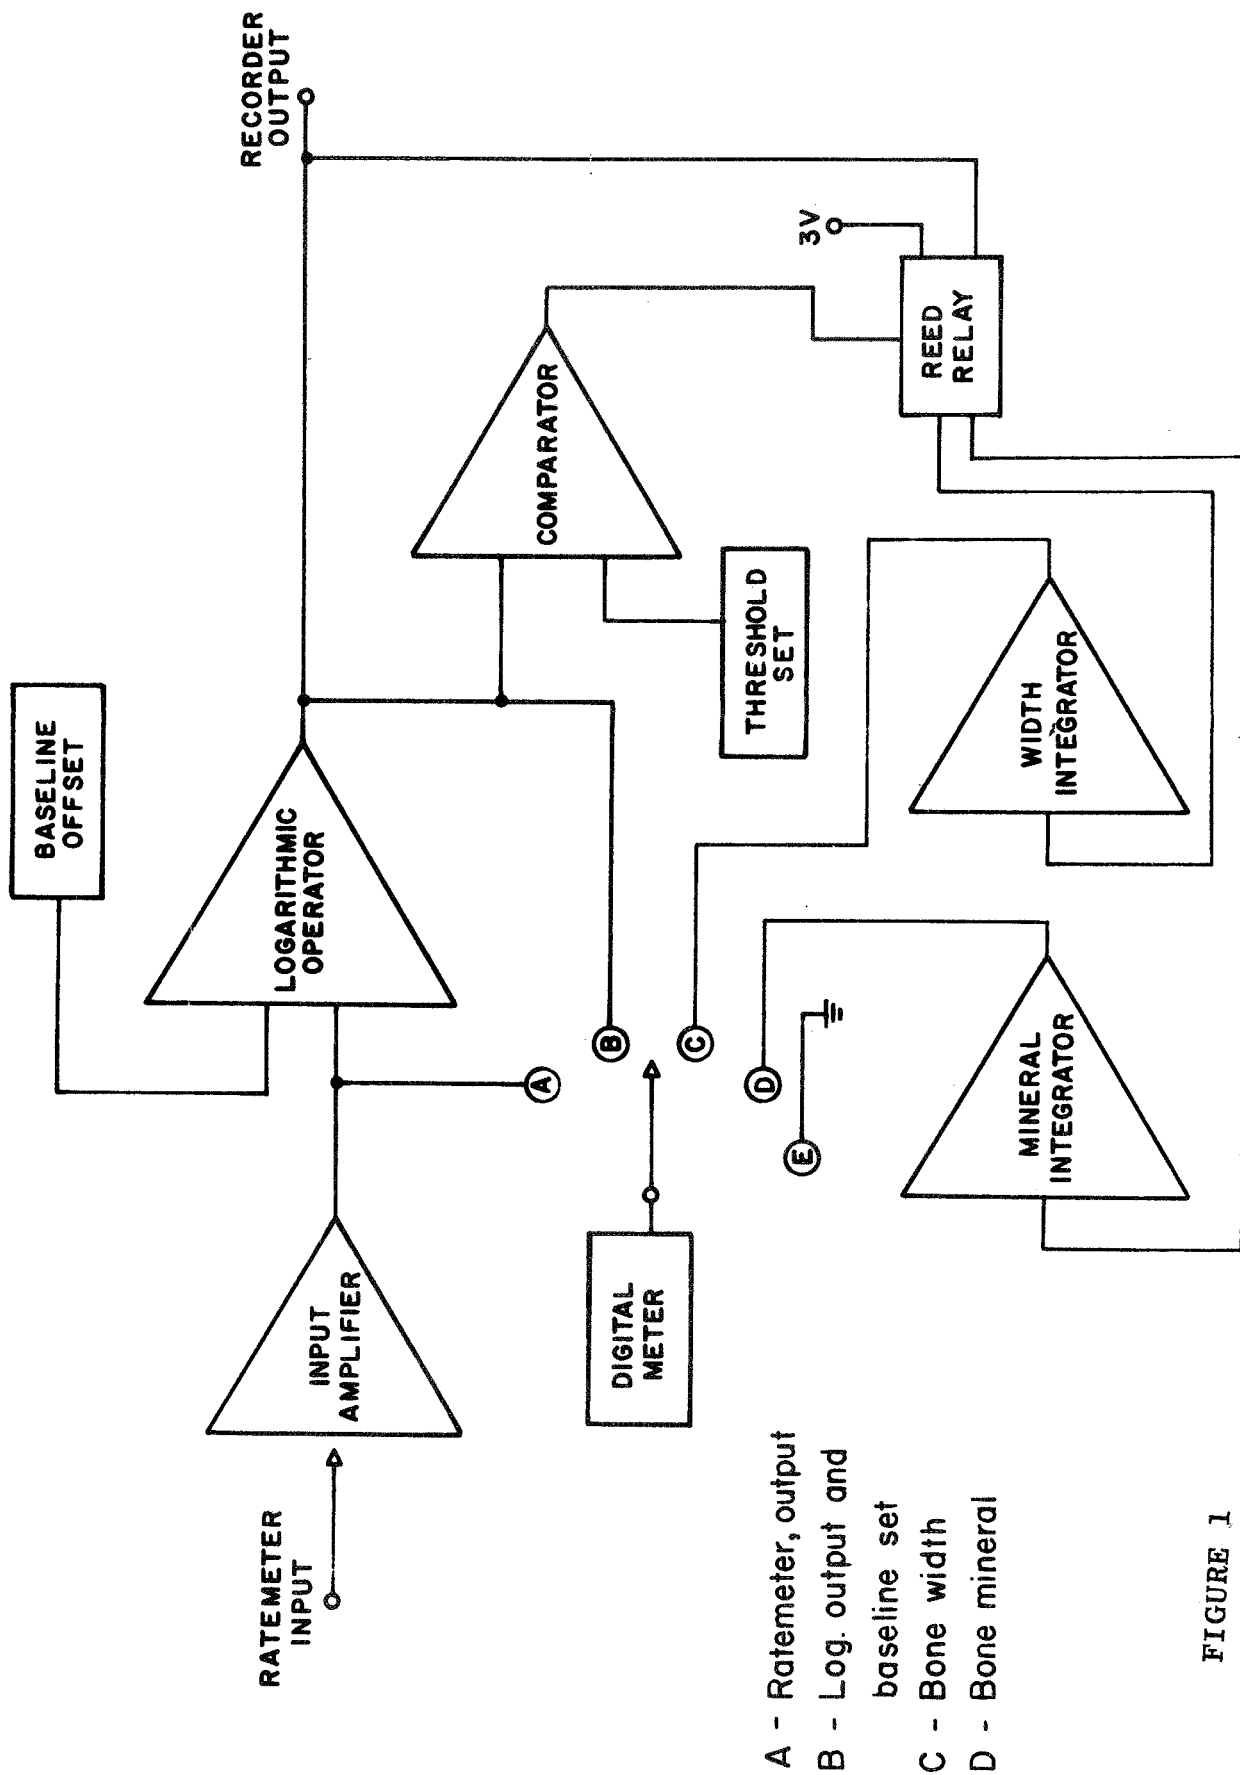 BASELINE
OFFSET
RECORDER
OUTPUT
LOGARITHMIC
OPERATOR
RATEMETER
INPUT
INPUT
AMPLIFIER
A
B
COMPARATOR
3V
DIGITAL
METER
C
THRESHOLD
SET
D
E
REED
RELAY
MINERAL
INTEGRATOR
WIDTH
INTEGRATOR
A - Ratemeter, output
B - Log. output and
baseline set
C - Bone width
D - Bone mineral
FIGURE 1